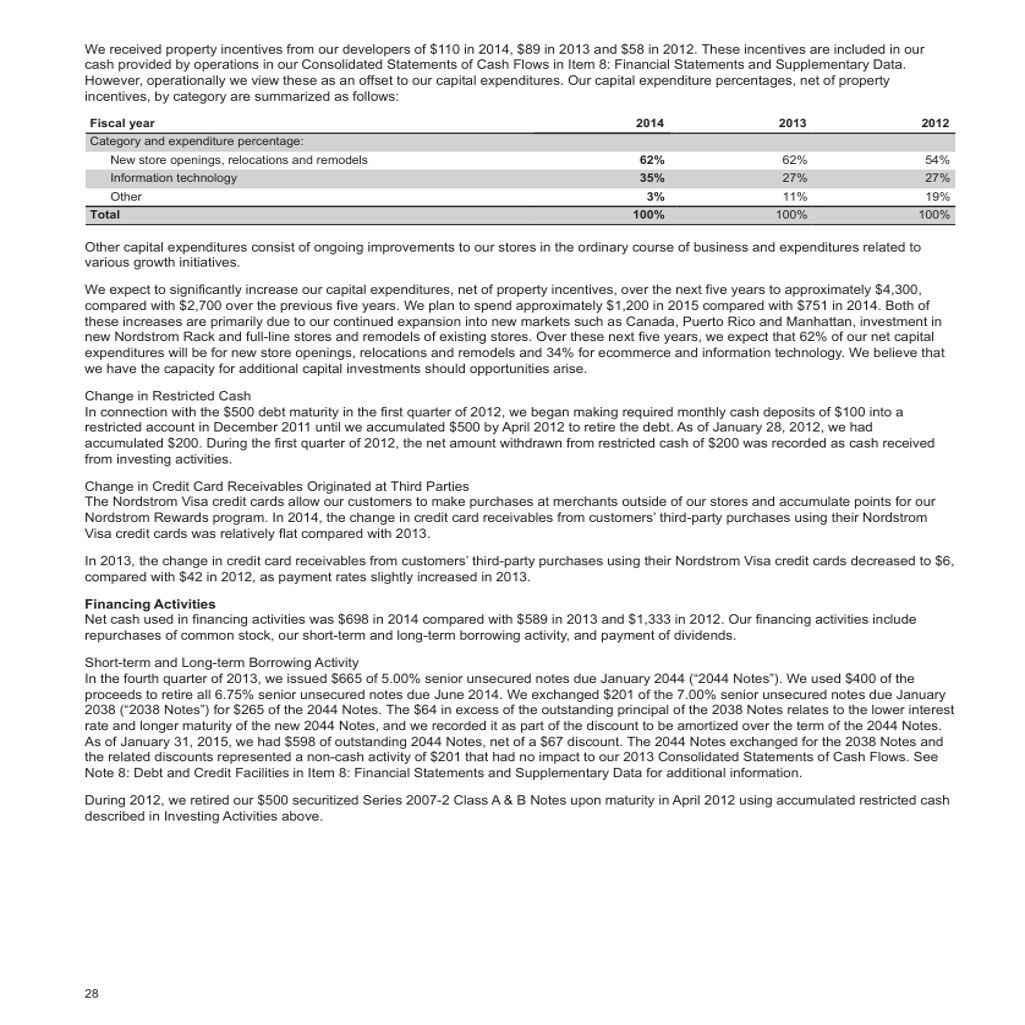 We received property incentives from our developers of $110 in 2014, $89 in 2013 and $58 in 2012. These incentives are included in our
cash provided by operations in our Consolidated Statements of Cash Flows in Item 8: Financial Statements and Supplementary Data.
However, operationally we view these as an offset to our capital expenditures. Our capital expenditure percentages, net of property
incentives, by category are summarized as follows:
Fiscal year 2014 2013 2012
Category and expenditure percentage:
New store openings, relocations and remodels 62% 62% 54%
Information technology 35% 27% 27%
Other 3% 11% 19%
Total 100% 100% 100%
Other capital expenditures consist of ongoing improvements to our stores in the ordinary course of business and expenditures related to
various growth initiatives.
We expect to significantly increase our capital expenditures, net of property incentives, over the next five years to approximately $4,300,
compared with $2,700 over the previous five years. We plan to spend approximately $1,200 in 2015 compared with $751 in 2014. Both of
these increases are primarily due to our continued expansion into new markets such as Canada, Puerto Rico and Manhattan, investment in
new Nordstrom Rack and full-line stores and remodels of existing stores. Over these next five years, we expect that 62% of our net capital
expenditures will be for new store openings, relocations and remodels and 34% for ecommerce and information technology. We believe that
we have the capacity for additional capital investments should opportunities arise.
Change in Restricted Cash
In connection with the $500 debt maturity in the first quarter of 2012, we began making required monthly cash deposits of $100 into a
restricted account in December 2011 until we accumulated $500 by April 2012 to retire the debt. As of January 28, 2012, we had
accumulated $200. During the first quarter of 2012, the net amount withdrawn from restricted cash of $200 was recorded as cash received
from investing activities.
Change in Credit Card Receivables Originated at Third Parties
The Nordstrom Visa credit cards allow our customers to make purchases at merchants outside of our stores and accumulate points for our
Nordstrom Rewards program. In 2014, the change in credit card receivables from customers' third-party purchases using their Nordstrom
Visa credit cards was relatively flat compared with 2013.
In 2013, the change in credit card receivables from customers' third-party purchases using their Nordstrom Visa credit cards decreased to $6,
compared with $42 in 2012, as payment rates slightly increased in 2013.
Financing Activities
Net cash used in financing activities was $698 in 2014 compared with $589 in 2013 and $1,333 in 2012. Our financing activities include
repurchases of common stock, our short-term and long-term borrowing activity, and payment of dividends.
Short-term and Long-term Borrowing Activity
In the fourth quarter of 2013, we issued $665 of 5.00% senior unsecured notes due January 2044 (“2044 Notes”). We used $400 of the
proceeds to retire all 6.75% senior unsecured notes due June 2014. We exchanged $201 of the 7.00% senior unsecured notes due January
2038 (“2038 Notes”) for $265 of the 2044 Notes. The $64 in excess of the outstanding principal of the 2038 Notes relates to the lower interest
rate and longer maturity of the new 2044 Notes, and we recorded it as part of the discount to be amortized over the term of the 2044 Notes.
As of January 31, 2015, we had $598 of outstanding 2044 Notes, net of a $67 discount. The 2044 Notes exchanged for the 2038 Notes and
the related discounts represented a non-cash activity of $201 that had no impact to our 2013 Consolidated Statements of Cash Flows. See
Note 8: Debt and Credit Facilities in Item 8: Financial Statements and Supplementary Data for additional information.
During 2012, we retired our $500 securitized Series 2007-2 Class A & B Notes upon maturity in April 2012 using accumulated restricted cash
described in Investing Activities above.
28